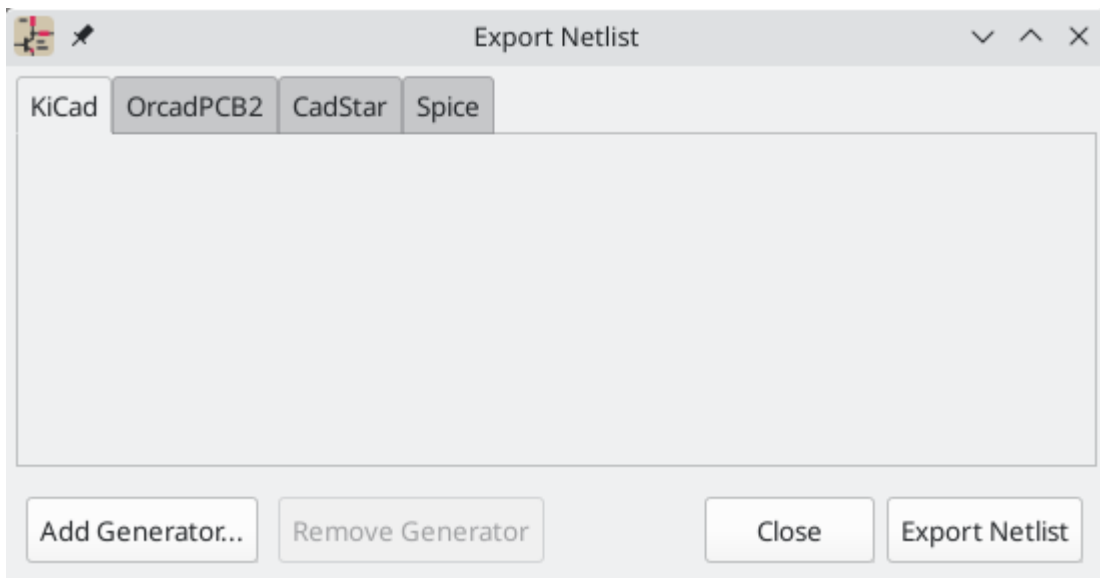 Export Netlist
KiCad OrcadPCB2 CadStar Spice
Add Generator... Remove Generator Close Export Netlist